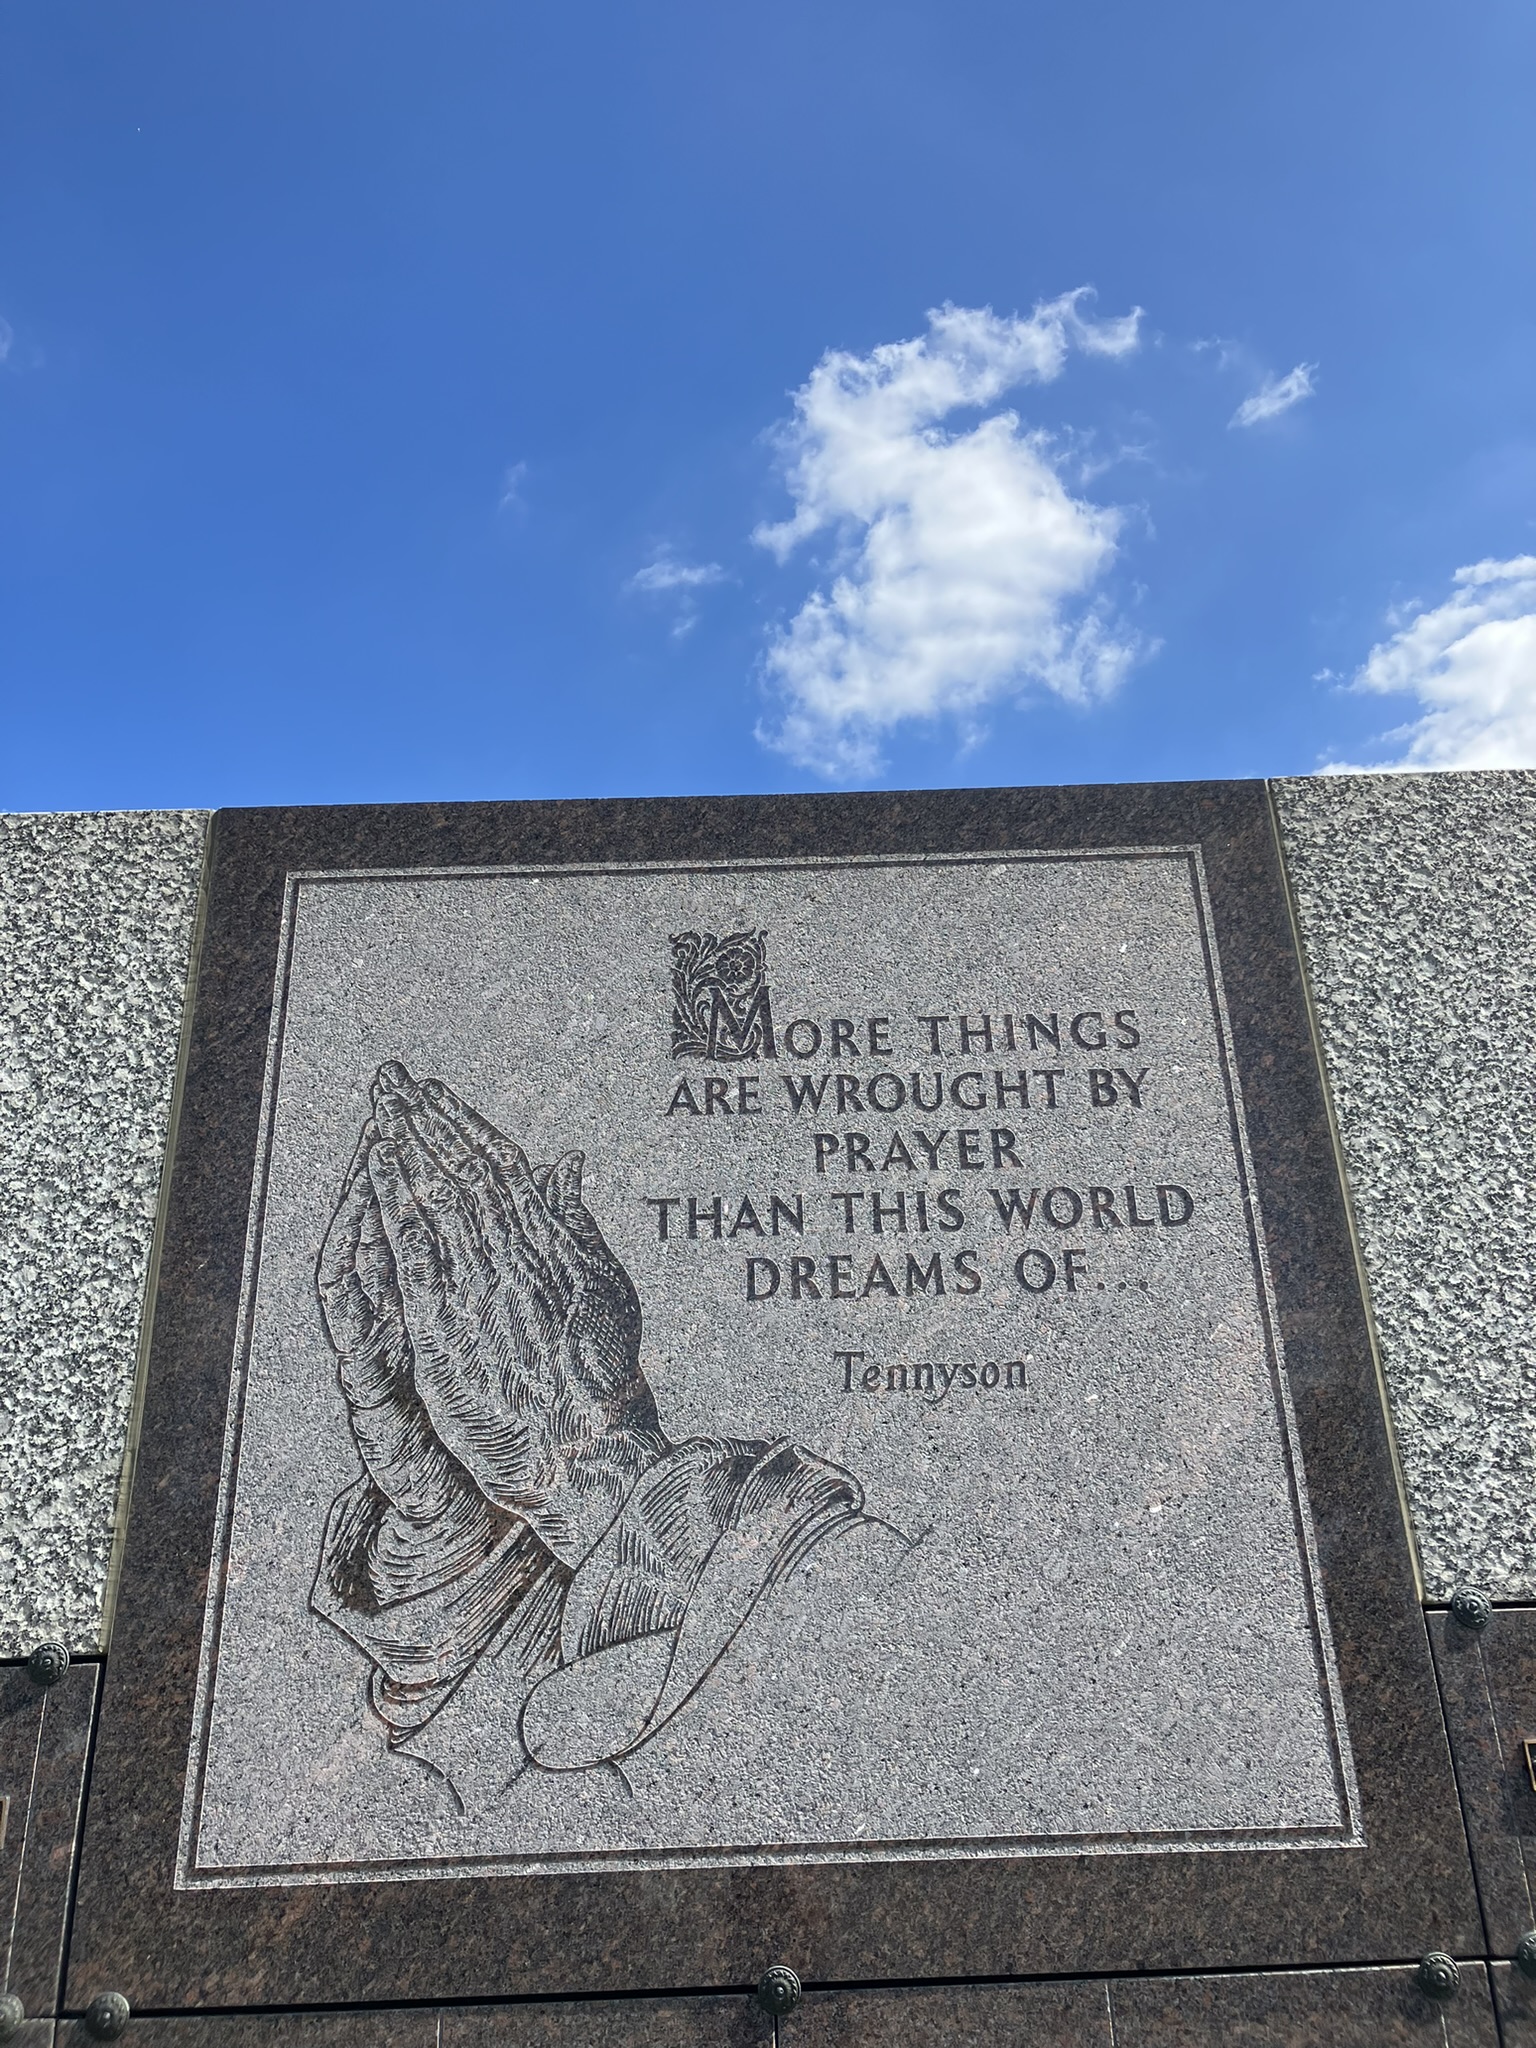 MORE THINGS
ARE WROUGHT BY
PRAYER
THAN THIS WORLD
DREAMS OF...
Tennyson